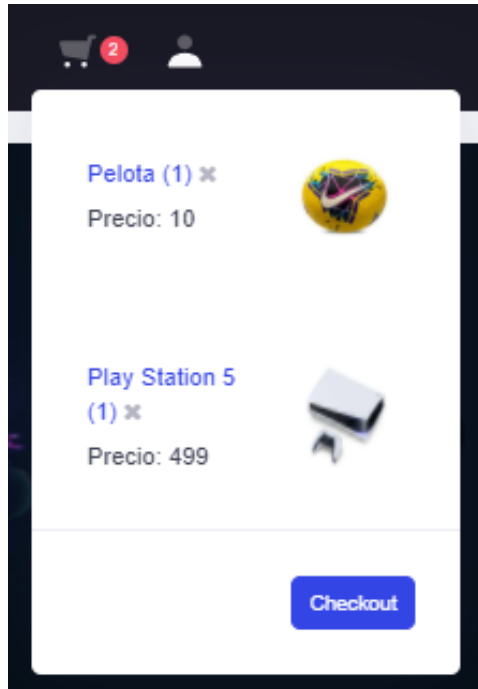 2
Pelota (1) ✖
Precio: 10
Play Station 5
(1) ✖
Precio: 499
Checkout